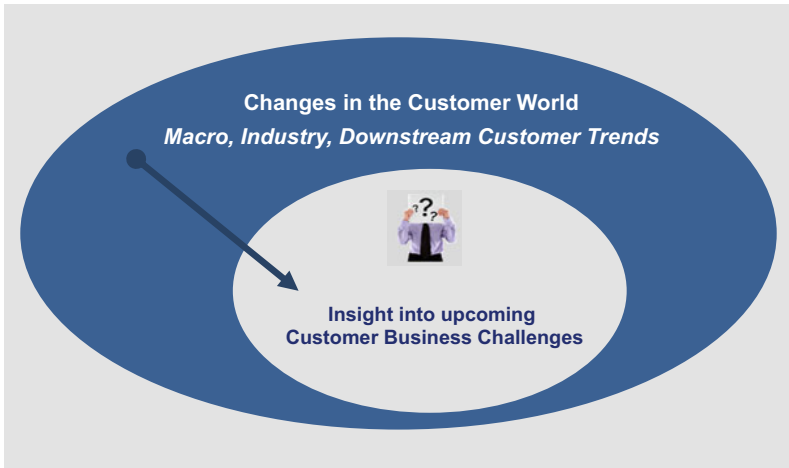 Changes in the Customer World
Macro, Industry, Downstream Customer Trends
???
Insight into upcoming
Customer Business Challenges